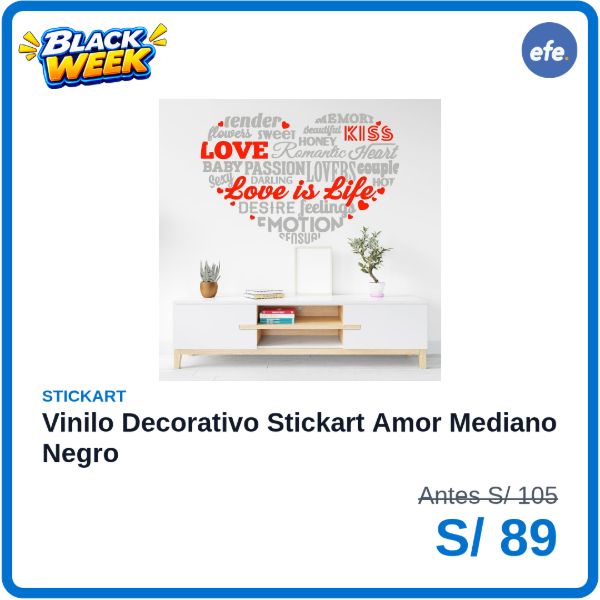 BLACK
WEEK
efe.
tender
MEMORY
flowers sweet beautiful KISS
HONEY
LOVE Romantic Heart
BABY PASSION LOVERS couple
Sexy DARLING HOT
Love is Life
DESIRE feelings
EMOTION
SENSUAL
STICKART
Vinilo Decorativo Stickart Amor Mediano
Negro
Antes S/ 105
S/ 89